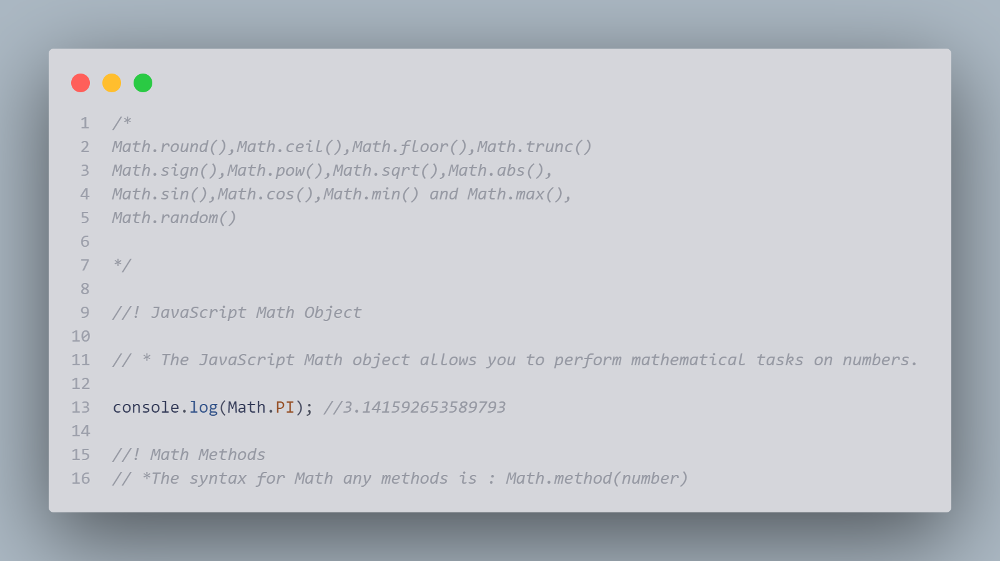 1 /*
2 Math.round(),Math.ceil(),Math.floor(),Math.trunc()
3 Math.sign(),Math.pow(),Math.sqrt(),Math.abs(),
4 Math.sin(),Math.cos(),Math.min() and Math.max(),
5 Math.random()
6
7 */
8
9 //! JavaScript Math Object
10
11 // * The JavaScript Math object allows you to perform mathematical tasks on numbers.
12
13 console.log(Math.PI); //3.141592653589793
14
15 //! Math Methods
16 // *The syntax for Math any methods is : Math.method(number)